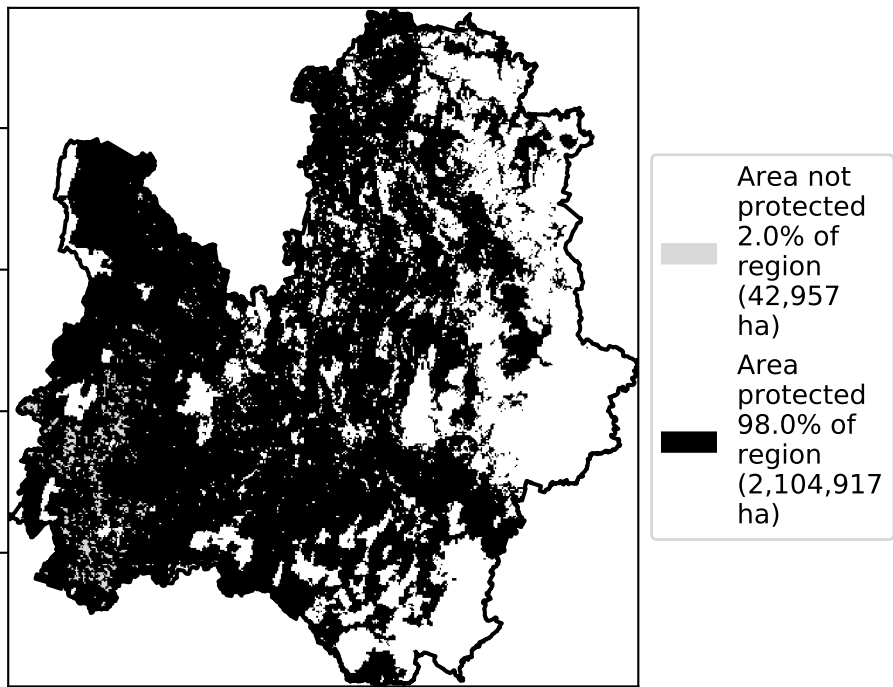 Area not
protected
2.0% of
region
(42,957
ha)
Area
protected
98.0% of
region
(2,104,917
ha)